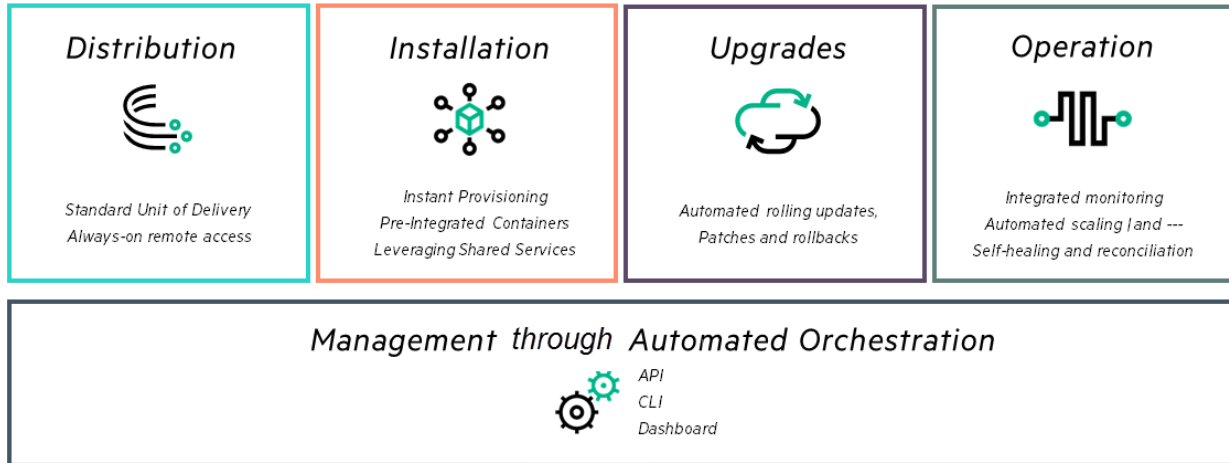 Distribution
Standard Unit of Delivery
Always-on remote access
Installation
Instant Provisioning
Pre-Integrated Containers
Leveraging Shared Services
Upgrades
Automated rolling updates,
Patches and rollbacks
Operation
Integrated monitoring
Automated scaling | and ---
Self-healing and reconciliation
Management through Automated Orchestration
API
CLI
Dashboard